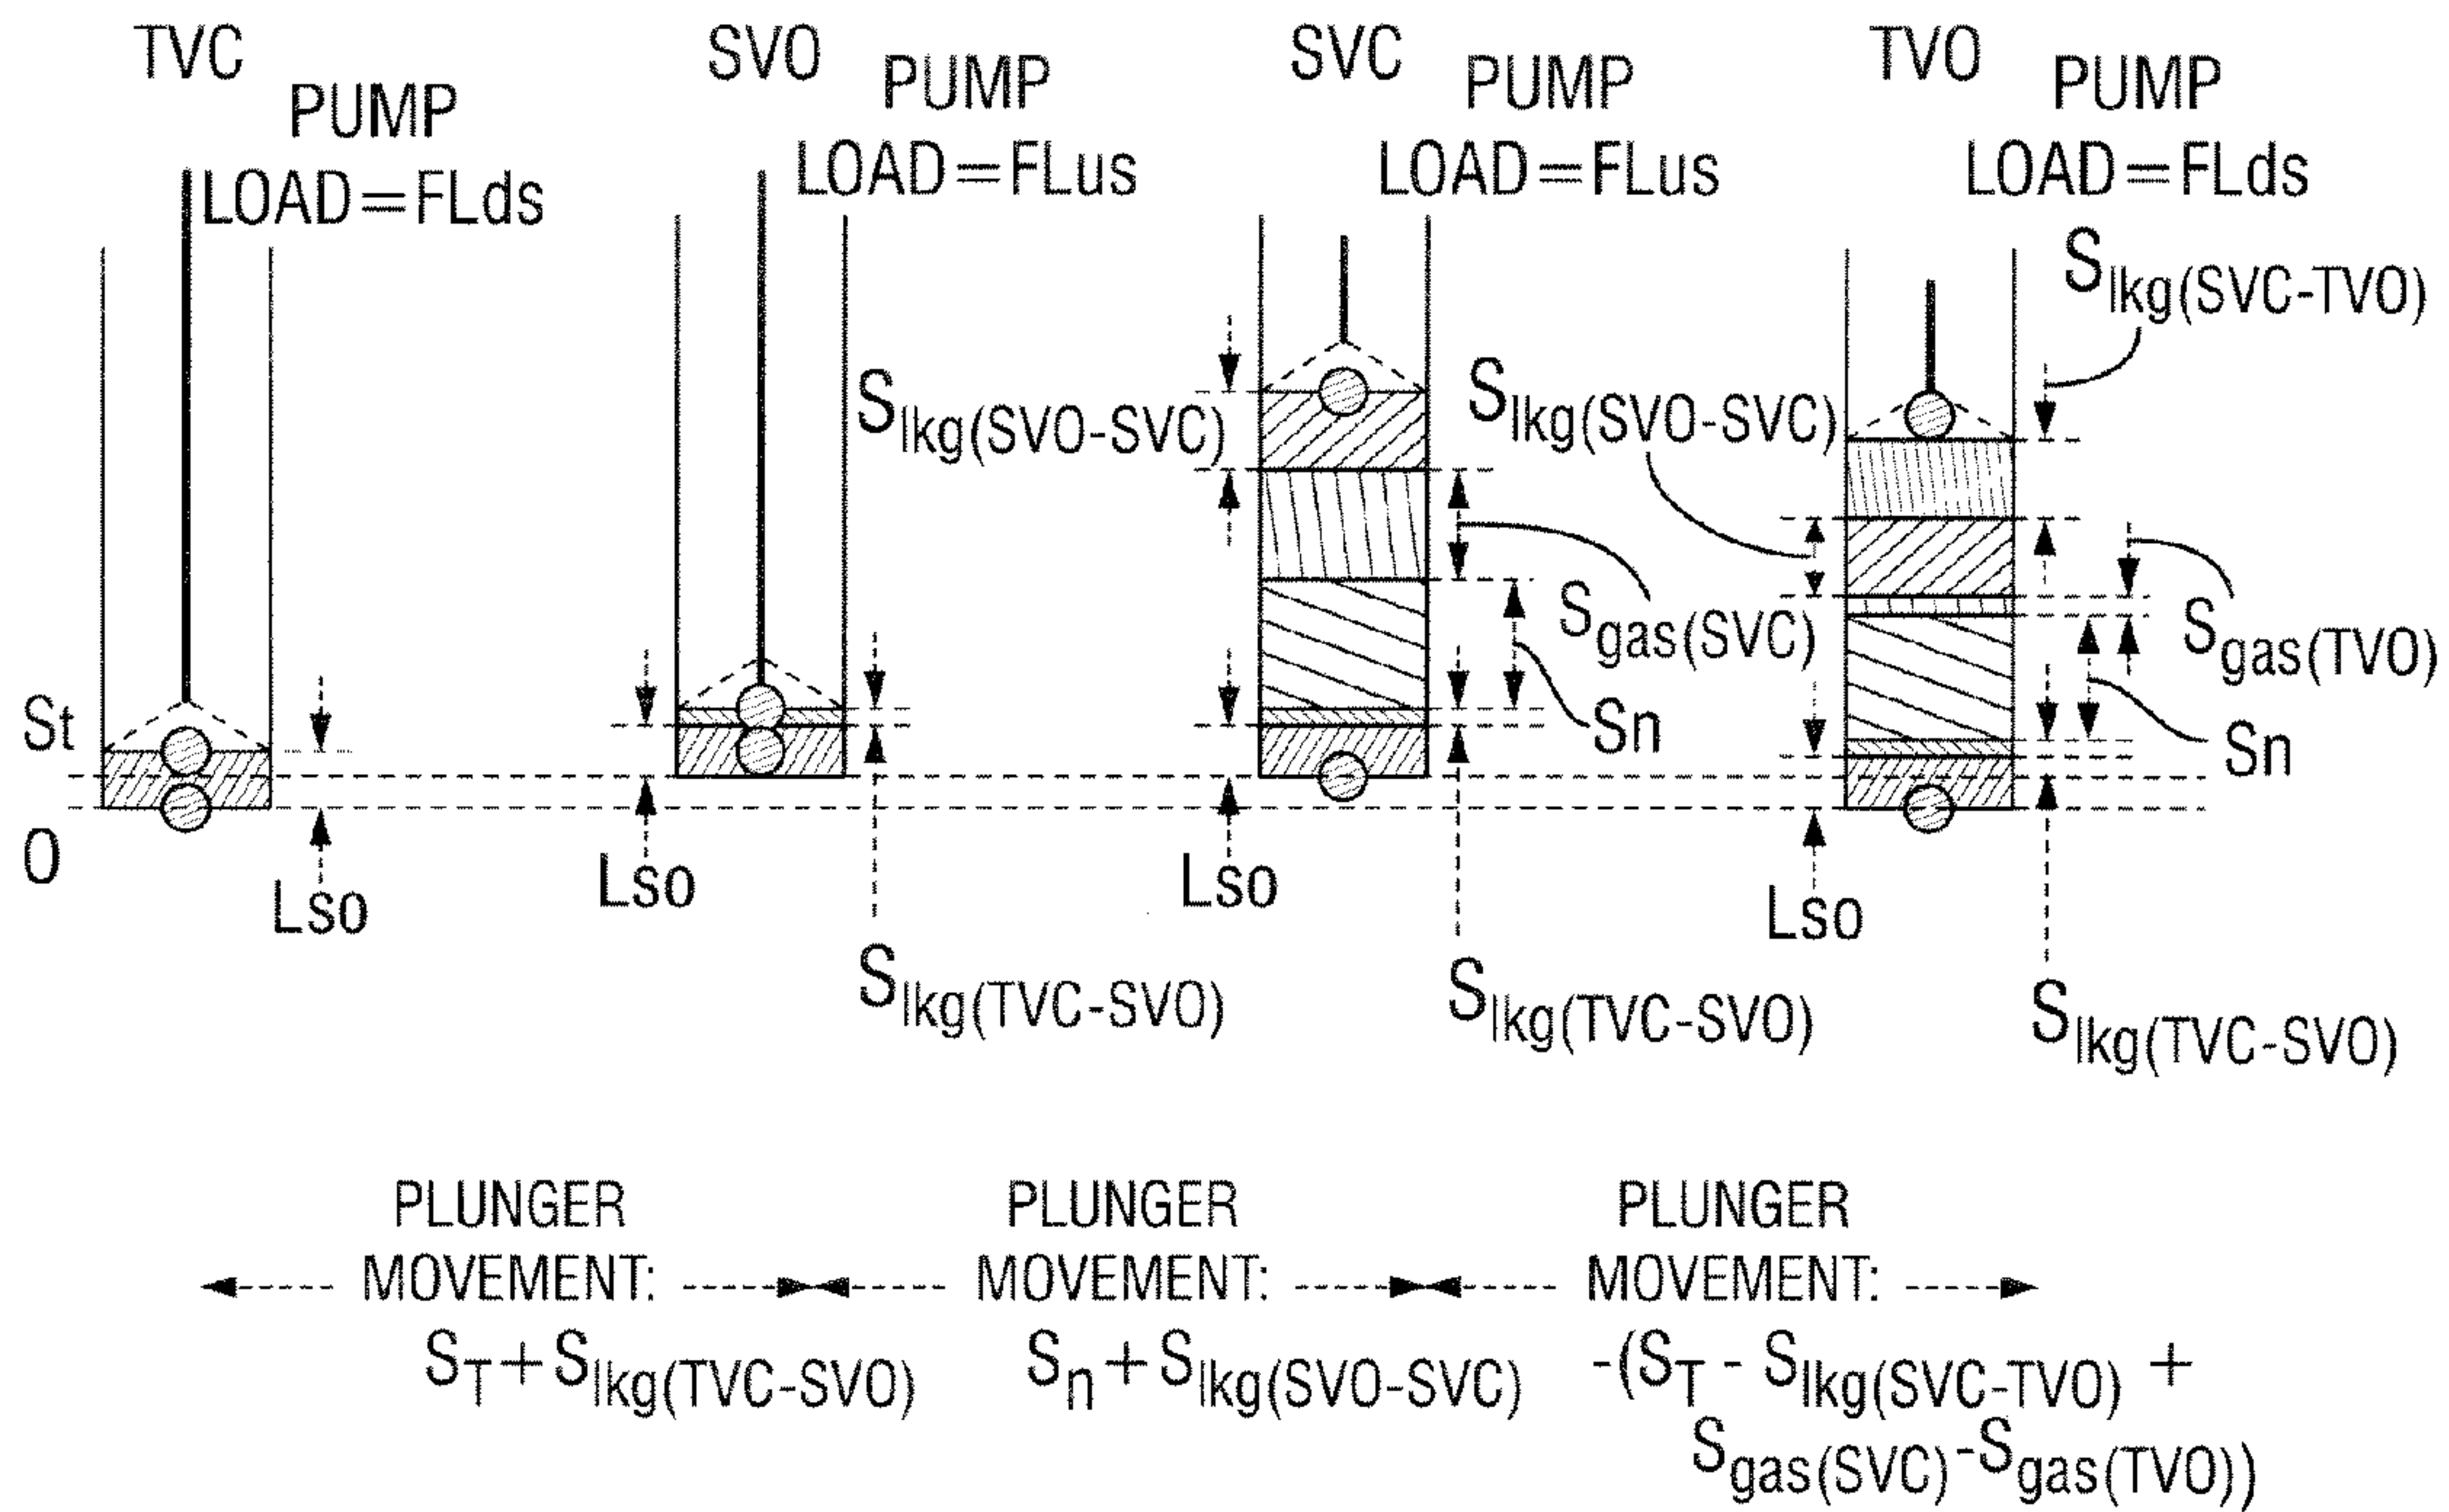 TVC
PUMP
LOAD=FLds
SVO
PUMP
LOAD=FLus
SVC
PUMP
LOAD=FLus
TVO
PUMP
LOAD=FLds
Slkg(SVC-TVO)
Slkg(SVO-SVC)
Slkg(SVO-SVC)
Sgas(SVC)
Sgas(TVO)
St
Sn
Sn
O
Lso
Lso
Lso
Lso
Slkg(TVC-SVO)
Slkg(TVC-SVO)
Slkg(TVC-SVO)
PLUNGER
MOVEMENT:
ST+Slkg(TVC-SVO)
PLUNGER
MOVEMENT:
Sn+Slkg(SVO-SVC)
PLUNGER
MOVEMENT:
-(ST - Slkg(SVC-TVO) +
Sgas(SVC)-Sgas(TVO))